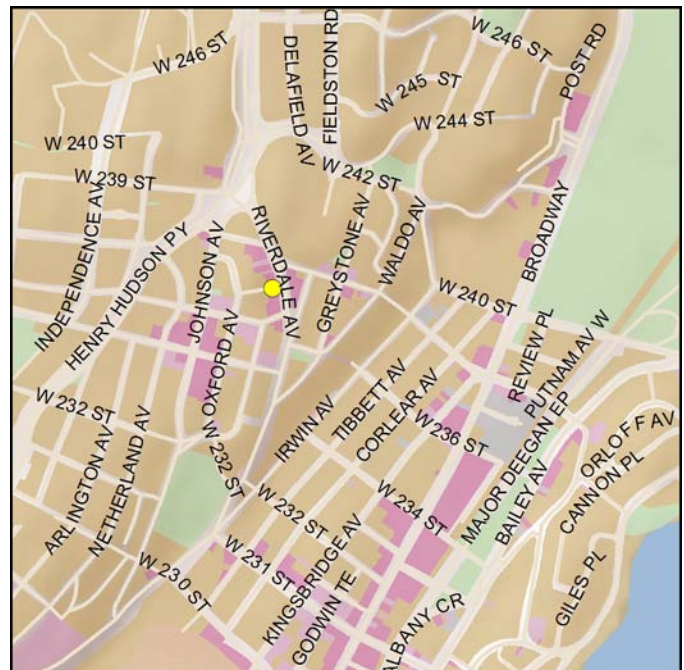 W 246 ST
DELAFIELD AV
FIELDSTON RD
W 246 ST
POST RD
W 245 ST
W 244 ST
W 240 ST
W 242 ST
W 239 ST
INDEPENDENCE AV
HENRY HUDSON PY
JOHNSON AV
RIVERDALE AV
GREYSTONE AV
WALDO AV
BROADWAY
W 240 ST
OXFORD AV
REVIEW PL
PUTNAM AV W
TIBBETT AV
CORLEAR AV
IRWIN AV
W 236 ST
MAJOR DEEGAN EP
BAILEY AV
ORLOFF AV
CANNON PL
W 232 ST
ARLINGTON AV
NETHERLAND AV
W 232 ST
W 232 ST
W 234 ST
W 230 ST
W 231 ST
KINGSBRIDGE AV
GODWIN TE
ALBANY CR
GILES PL